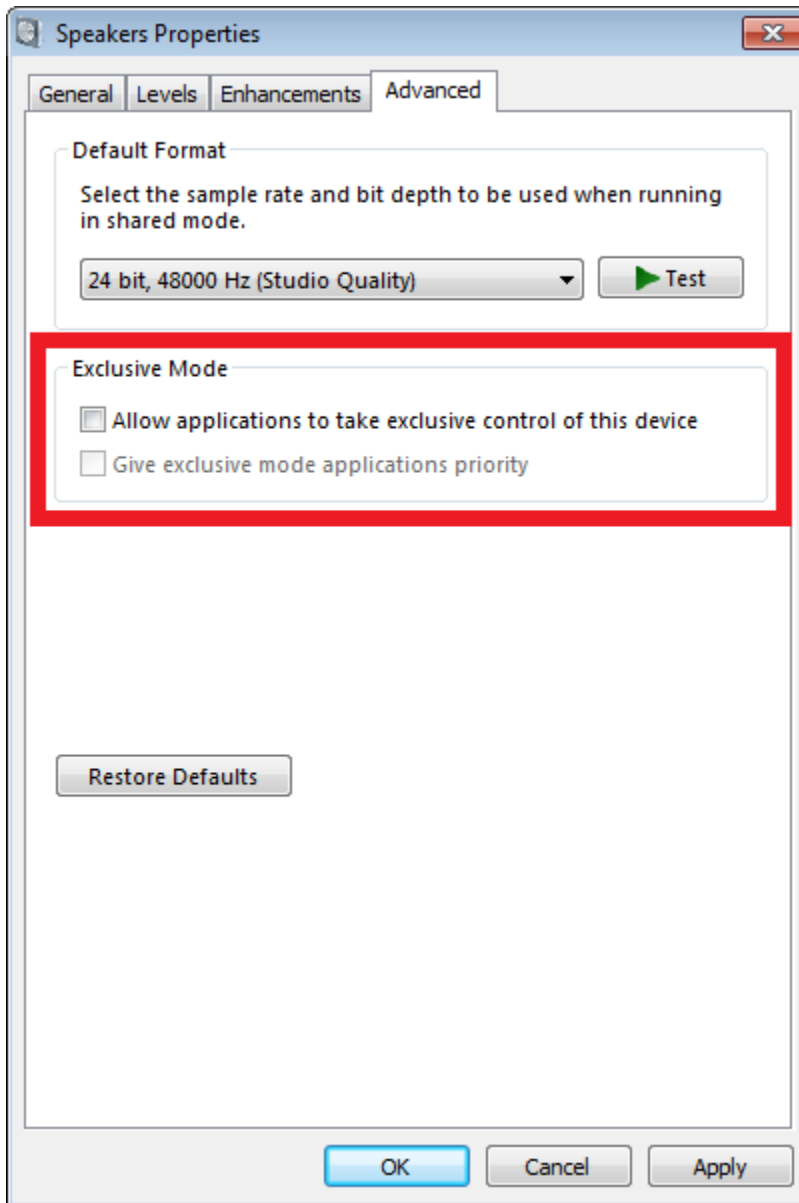 Speakers Properties
General Levels Enhancements Advanced
Default Format
Select the sample rate and bit depth to be used when running
in shared mode.
24 bit, 48000 Hz (Studio Quality) Test
Exclusive Mode
Allow applications to take exclusive control of this device
Give exclusive mode applications priority
Restore Defaults
OK Cancel Apply